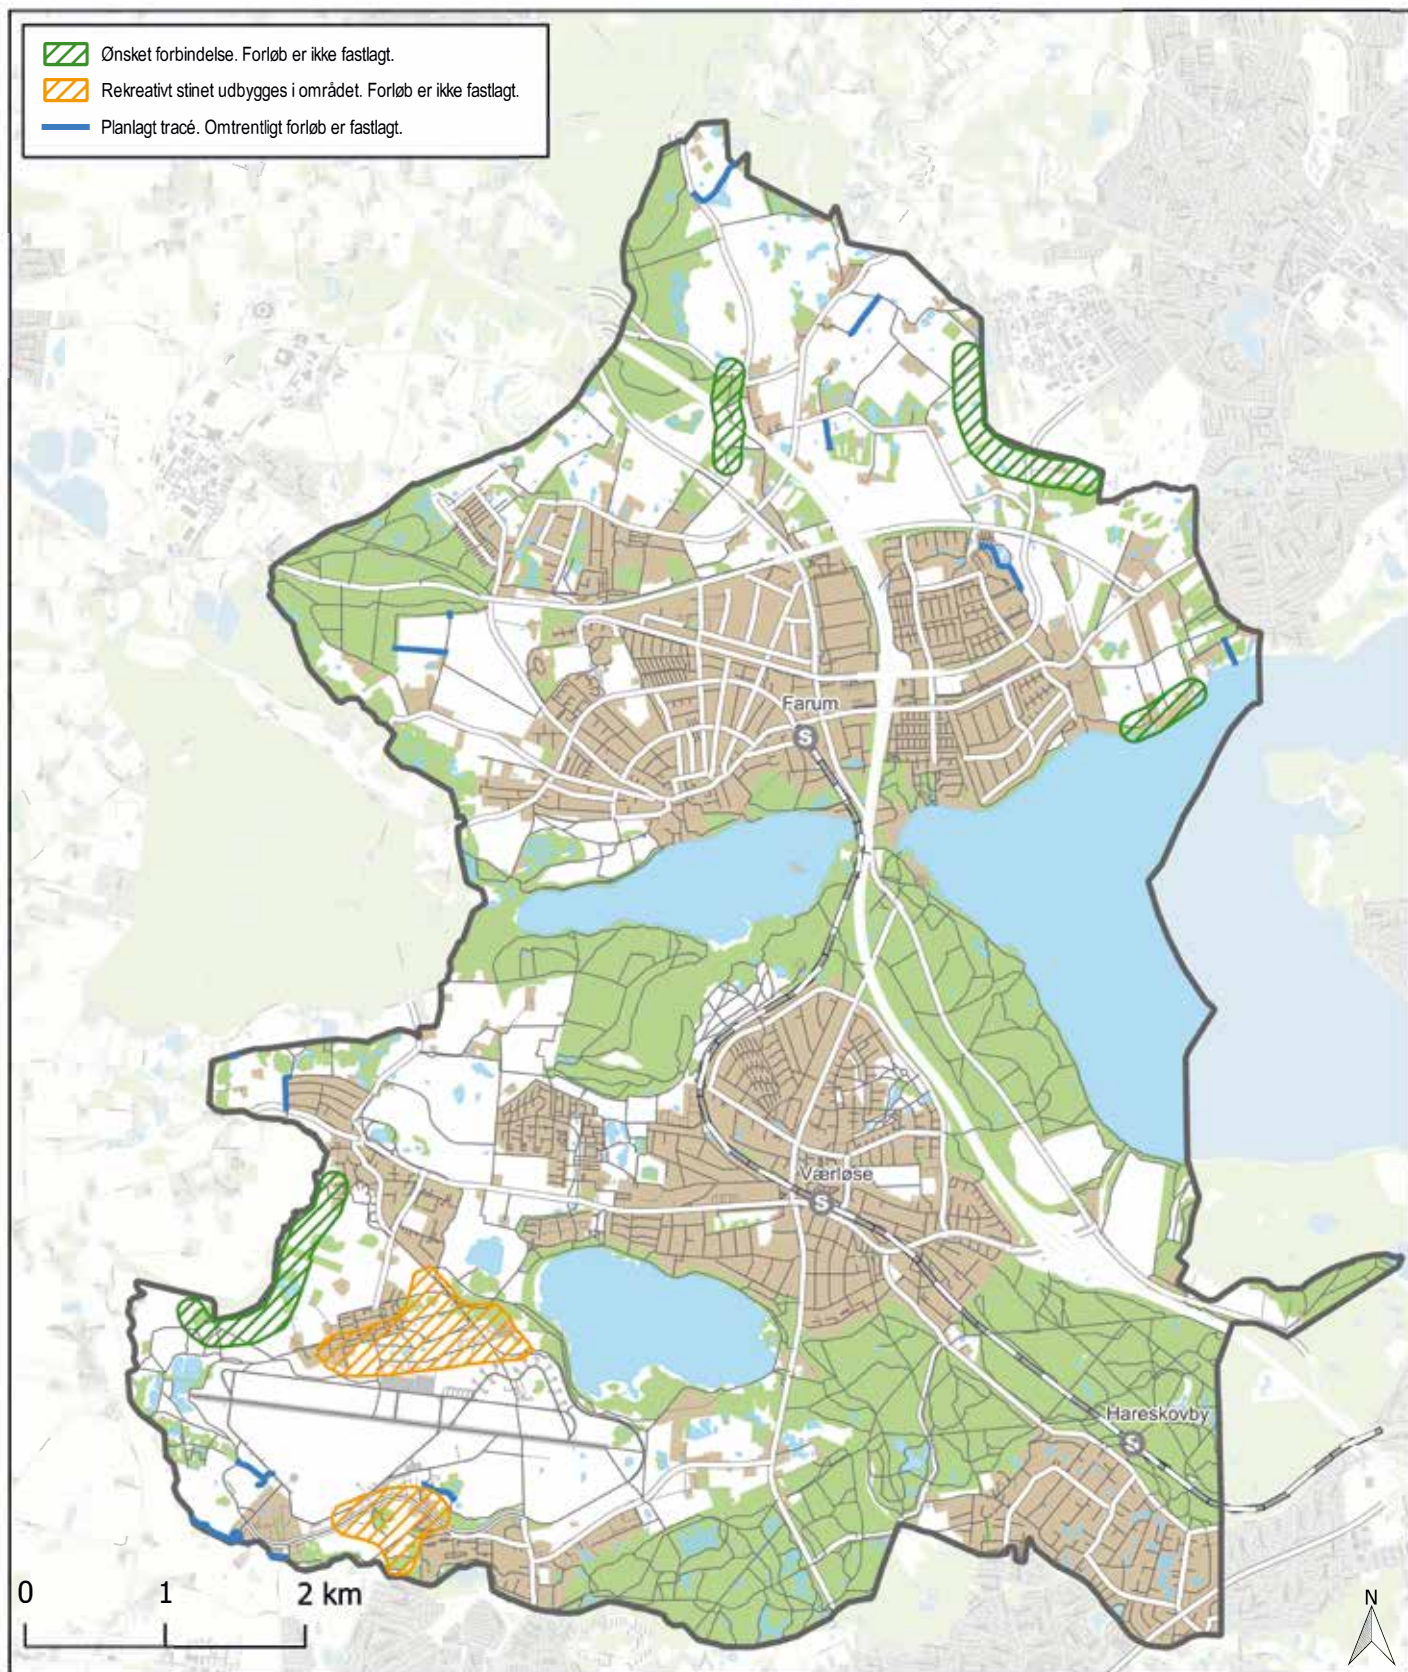 Ønsket forbindelse. Forløb er ikke fastlagt.
Rekreativt stinet udbygges i området. Forløb er ikke fastlagt.
Planlagt tracé. Omtrentligt forløb er fastlagt.
Farum
S
Værløse
S
Hareskovby
S
0 1 2 km
N